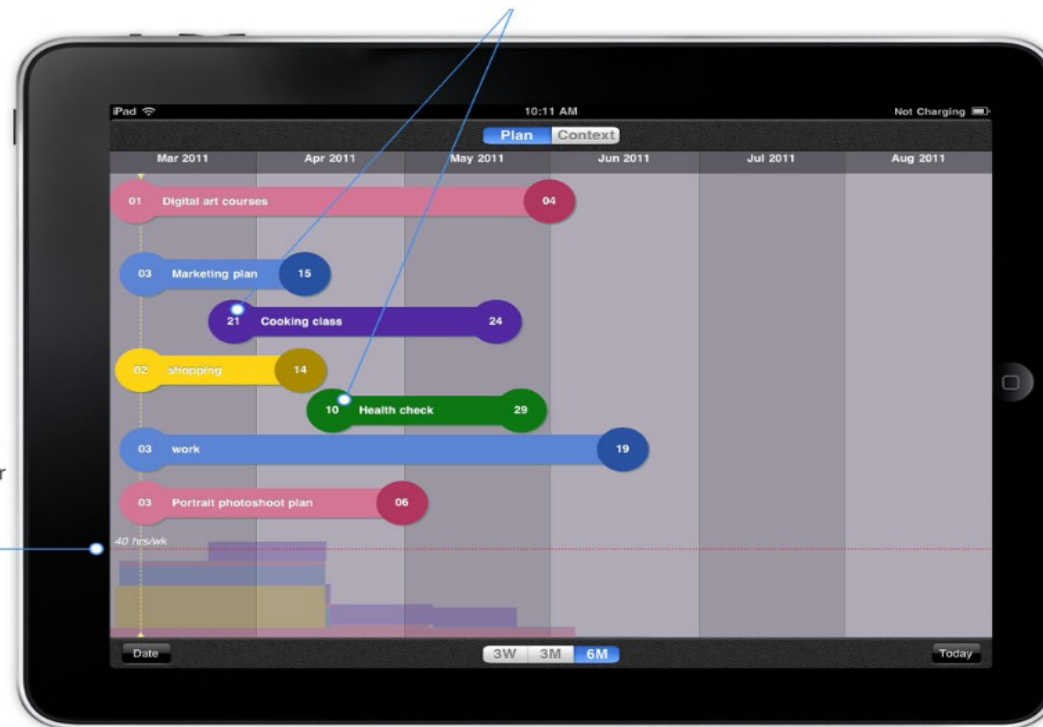 iPad 10:11 AM Not Charging
Plan Context
Mar 2011 Apr 2011 May 2011 Jun 2011 Jul 2011 Aug 2011
01 Digital art courses 04
03 Marketing plan 15
21 Cooking class 24
02 shopping 14
10 Health check 29
03 work 19
r
03 Portrait photoshoot plan 06
40 hrs/wk
Date 3W 3M 6M Today